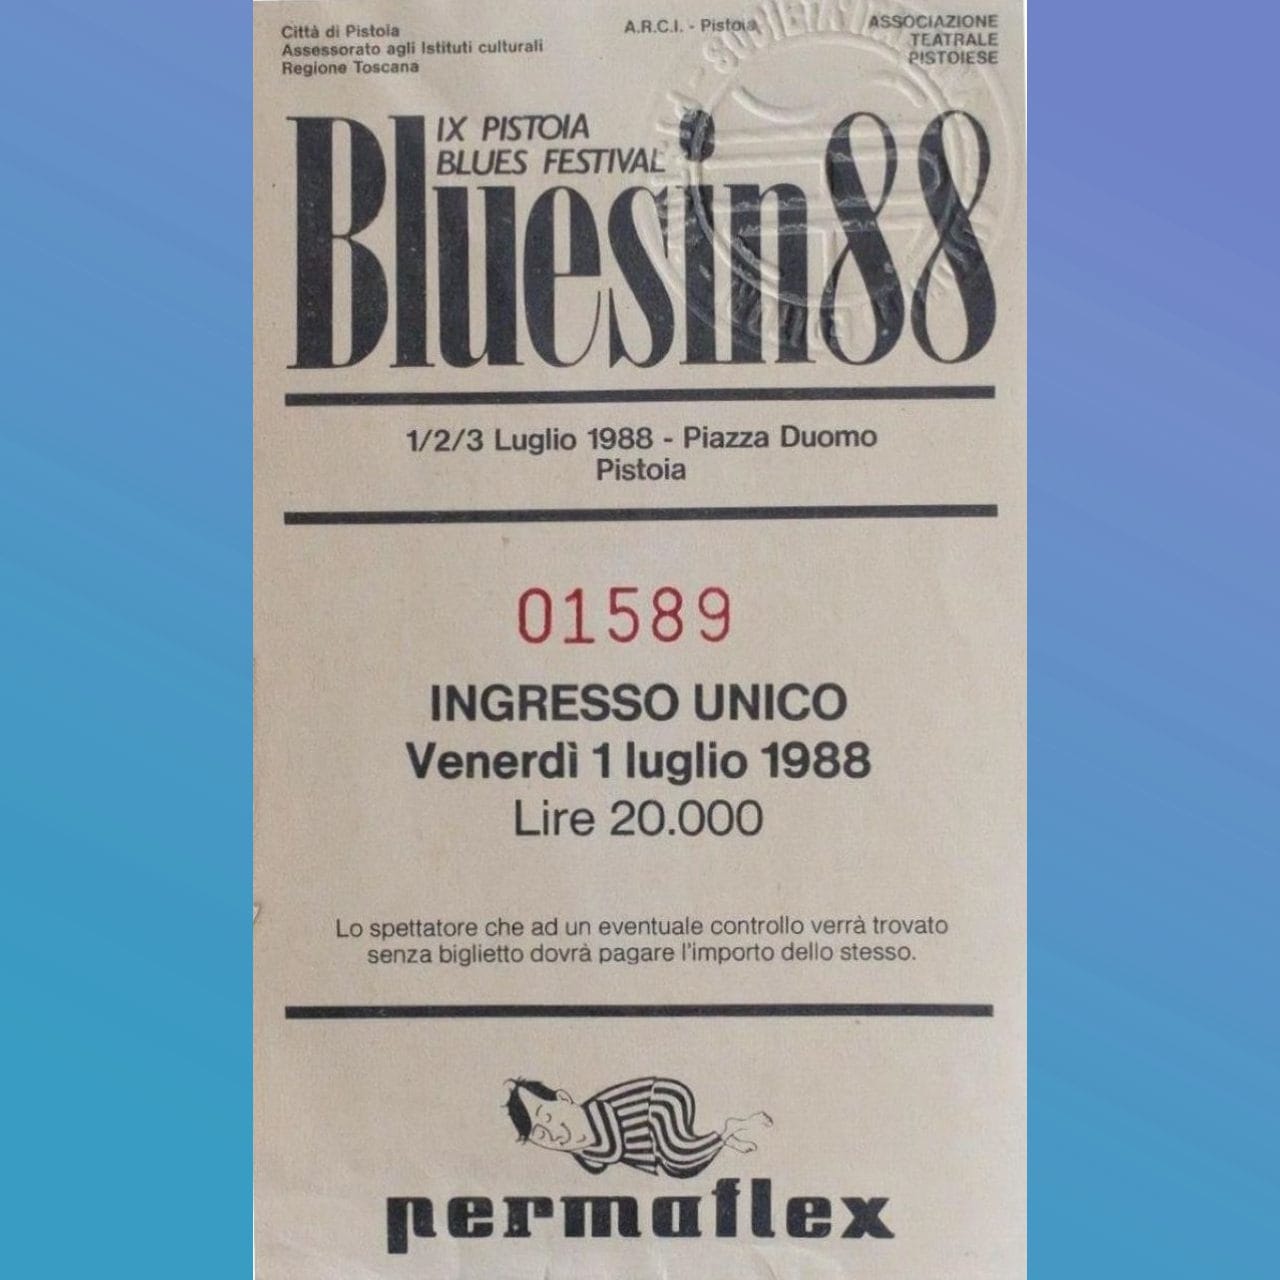 Città di Pistoia
Assessorato agli Istituti culturali
Regione Toscana
A.R.C.I. - Pistoia
ASSOCIAZIONE
TEATRALE
PISTOIESE
IX PISTOIA
BLUES FESTIVAL
Bluesin88
1/2/3 Luglio 1988 - Piazza Duomo
Pistoia
01589
INGRESSO UNICO
Venerdì 1 luglio 1988
Lire 20.000
Lo spettatore che ad un eventuale controllo verrà trovato
senza biglietto dovrà pagare l'importo dello stesso.
permaflex